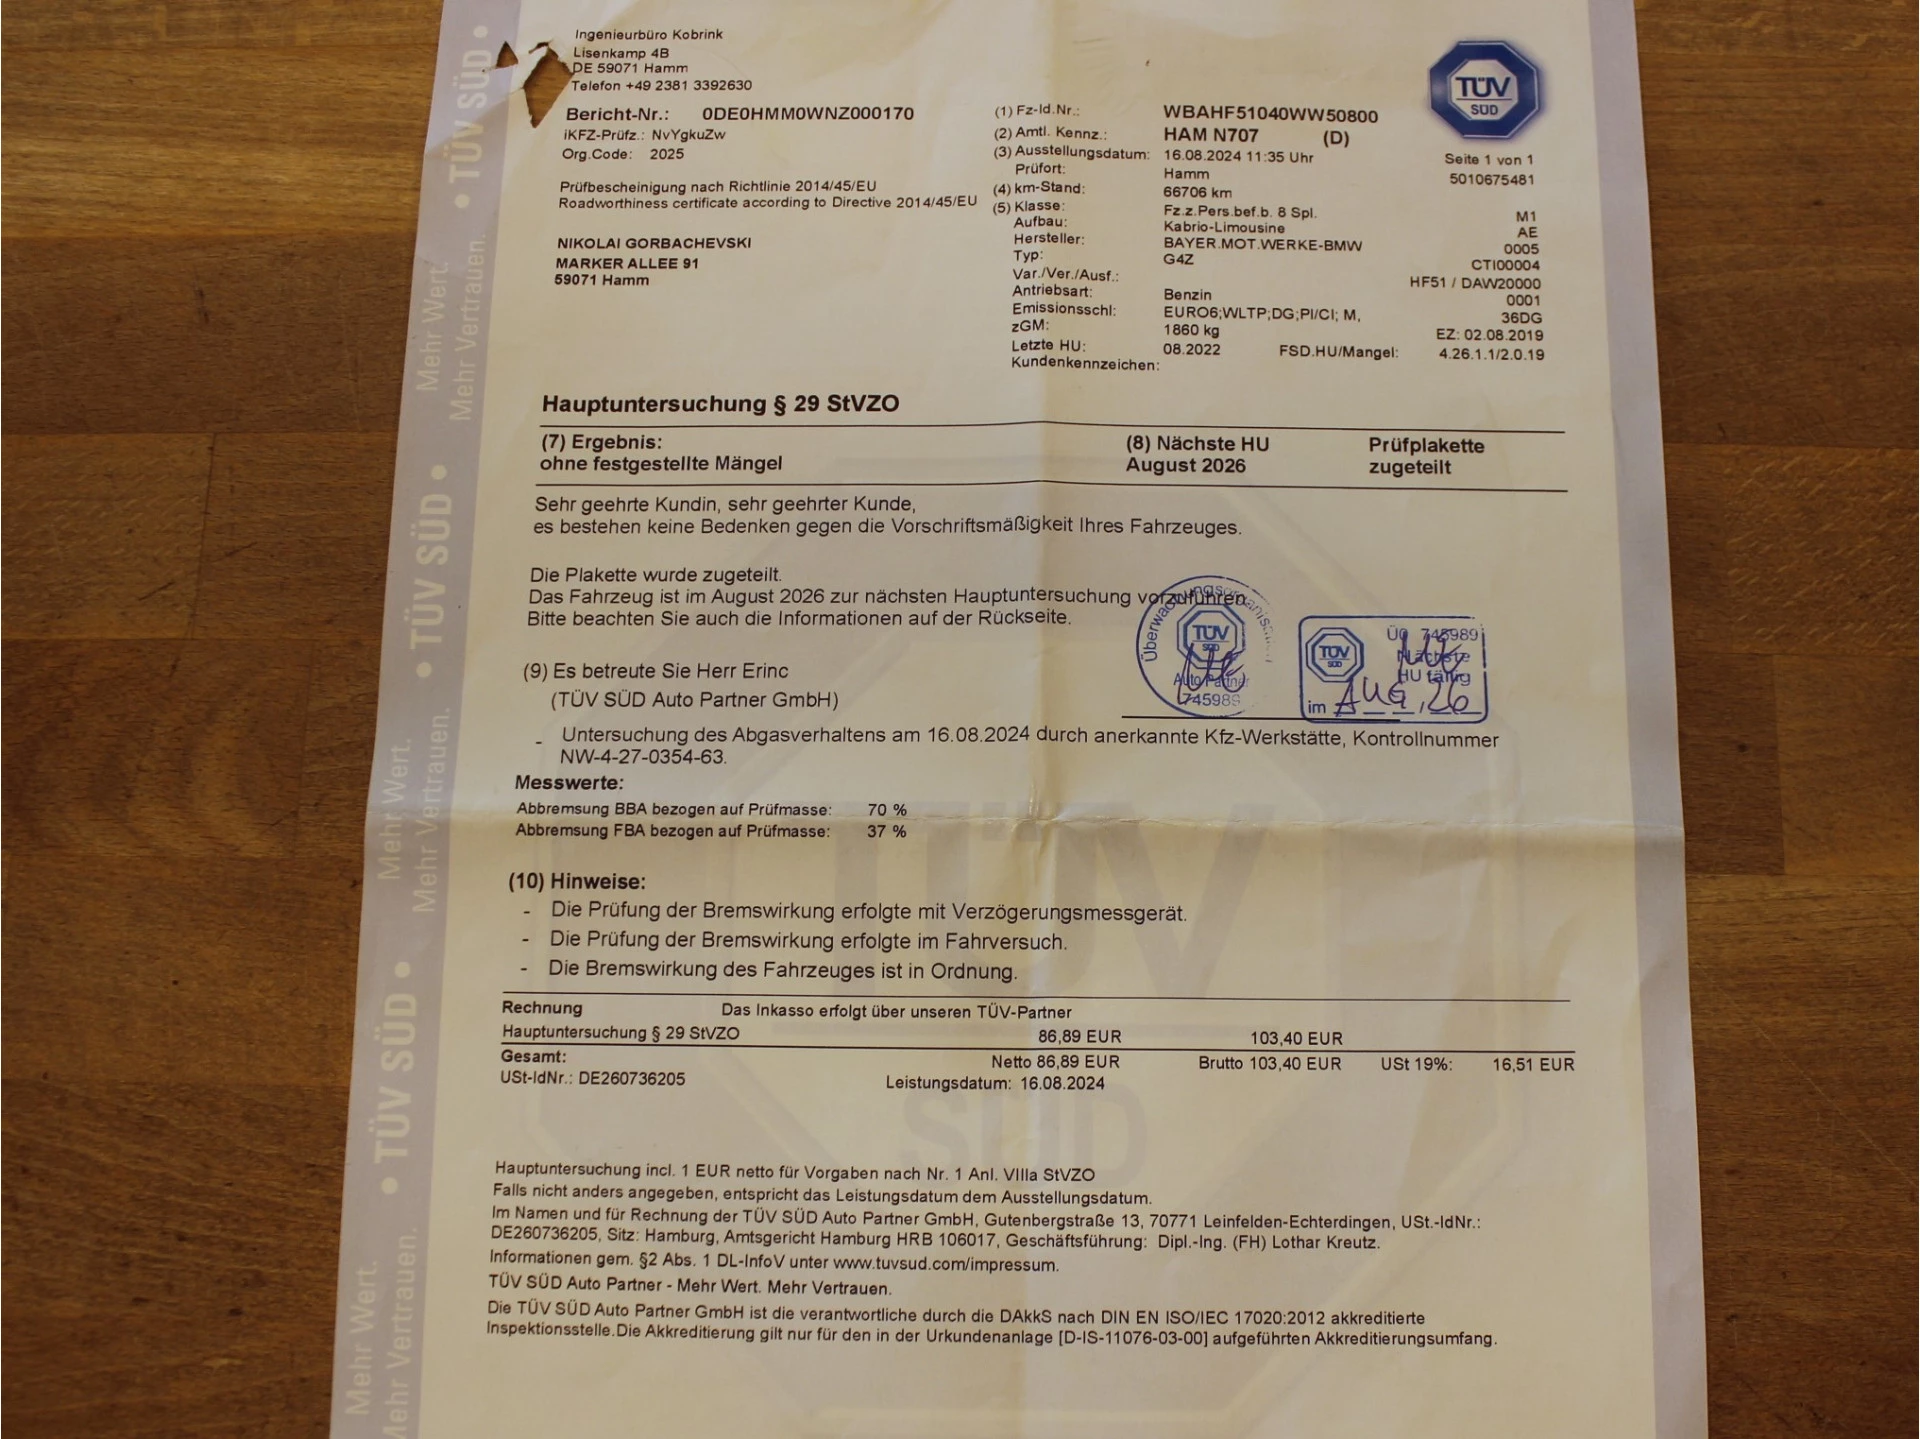 Ingenieurbüro Kobrink
Lisenkamp 4B
DE 59071 Hamm
Telefon +49 2381 3392630
Bericht-Nr.: 0DE0HMM0WNZ000170
iKFZ-Prüfz.: NvYgkuZw
Org.Code: 2025
Prüfbescheinigung nach Richtlinie 2014/45/EU
Roadworthiness certificate according to Directive 2014/45/EU
NIKOLAI GORBACHEVSKI
MARKER ALLEE 91
59071 Hamm
(1) Fz-Id.Nr.: WBAHF51040WW50800
(2) Amtl. Kennz.: HAM N707 (D)
(3) Ausstellungsdatum: 16.08.2024 11:35 Uhr
Prüfort: Hamm
(4) km-Stand: 66706 km
(5) Klasse: Fz.z.Pers.bef.b. 8 Spl. M1
Aufbau: Kabrio-Limousine AE
Hersteller: BAYER.MOT.WERKE-BMW 0005
Typ: G4Z CTI00004
Var./Ver./Ausf.: HF51 / DAW20000
Antriebsart: Benzin 0001
Emissionsschl: EURO6;WLTP;DG;PI/CI; M, 36DG
zGM: 1860 kg EZ: 02.08.2019
Letzte HU: 08.2022 FSD.HU/Mangel: 4.26.1.1/2.0.19
Kundenkennzeichen:
TÜV
SÜD
Seite 1 von 1
5010675481
Hauptuntersuchung § 29 StVZO
(7) Ergebnis: (8) Nächste HU Prüfplakette
ohne festgestellte Mängel August 2026 zugeteilt
Sehr geehrte Kundin, sehr geehrter Kunde,
es bestehen keine Bedenken gegen die Vorschriftsmäßigkeit Ihres Fahrzeuges.
Die Plakette wurde zugeteilt.
Das Fahrzeug ist im August 2026 zur nächsten Hauptuntersuchung vorzuführen.
Bitte beachten Sie auch die Informationen auf der Rückseite.
(9) Es betreute Sie Herr Erinc
(TÜV SÜD Auto Partner GmbH)
TÜV
SÜD
Auto Partner
745989
TÜV
SÜD
ÜO 745989
Nächste
HU fällig
im AUG, 26
- Untersuchung des Abgasverhaltens am 16.08.2024 durch anerkannte Kfz-Werkstätte, Kontrollnummer
NW-4-27-0354-63.
Messwerte:
Abbremsung BBA bezogen auf Prüfmasse: 70 %
Abbremsung FBA bezogen auf Prüfmasse: 37 %
(10) Hinweise:
- Die Prüfung der Bremswirkung erfolgte mit Verzögerungsmessgerät.
- Die Prüfung der Bremswirkung erfolgte im Fahrversuch.
- Die Bremswirkung des Fahrzeuges ist in Ordnung.
Rechnung Das Inkasso erfolgt über unseren TÜV-Partner
Hauptuntersuchung § 29 StVZO 86,89 EUR 103,40 EUR
Gesamt: Netto 86,89 EUR Brutto 103,40 EUR USt 19%: 16,51 EUR
USt-IdNr.: DE260736205 Leistungsdatum: 16.08.2024
Hauptuntersuchung incl. 1 EUR netto für Vorgaben nach Nr. 1 Anl. VIIIa StVZO
Falls nicht anders angegeben, entspricht das Leistungsdatum dem Ausstellungsdatum.
Im Namen und für Rechnung der TÜV SÜD Auto Partner GmbH, Gutenbergstraße 13, 70771 Leinfelden-Echterdingen, USt.-IdNr.:
DE260736205, Sitz: Hamburg, Amtsgericht Hamburg HRB 106017, Geschäftsführung: Dipl.-Ing. (FH) Lothar Kreutz.
Informationen gem. §2 Abs. 1 DL-InfoV unter www.tuvsud.com/impressum.
TÜV SÜD Auto Partner - Mehr Wert. Mehr Vertrauen.
Die TÜV SÜD Auto Partner GmbH ist die verantwortliche durch die DAkkS nach DIN EN ISO/IEC 17020:2012 akkreditierte
Inspektionsstelle.Die Akkreditierung gilt nur für den in der Urkundenanlage [D-IS-11076-03-00] aufgeführten Akkreditierungsumfang.
Mehr Wert.
Mehr Vertrauen.
• TÜV SÜD •
Mehr Wert.
Mehr Vertrauen.
• TÜV SÜD •
Mehr Wert.
Mehr Vertrauen.
• TÜV SÜD •
TÜV
SÜD